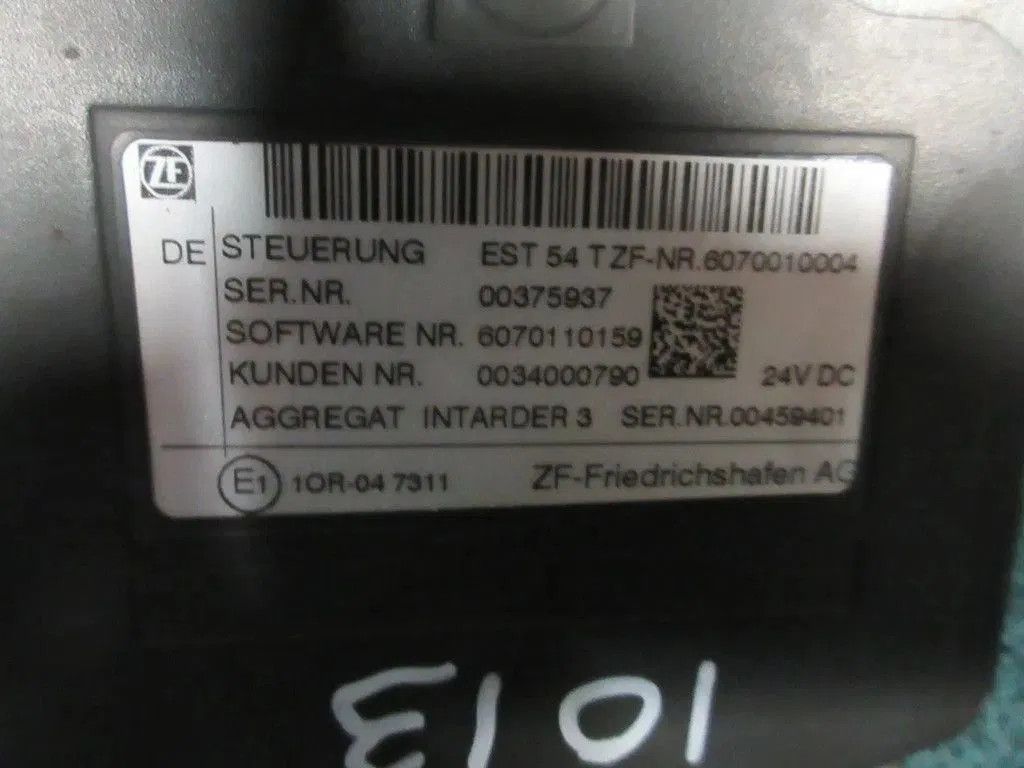 ZF
DE STEUERUNG EST 54 T ZF-NR.6070010004
SER.NR. 00375937
SOFTWARE NR. 6070110159
KUNDEN NR. 0034000790 24V DC
AGGREGAT INTARDER 3 SER.NR.00459401
E1 10R-04 7311 ZF-Friedrichshafen AG
1013